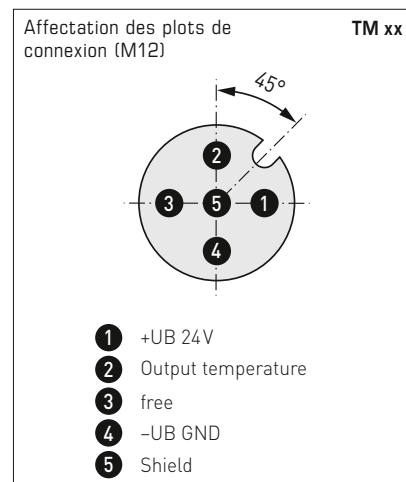 Affectation des plots de
connexion (M12)
TM xx
45°
2
3
5
1
4
1 +UB 24V
2 Output temperature
3 free
4 –UB GND
5 Shield